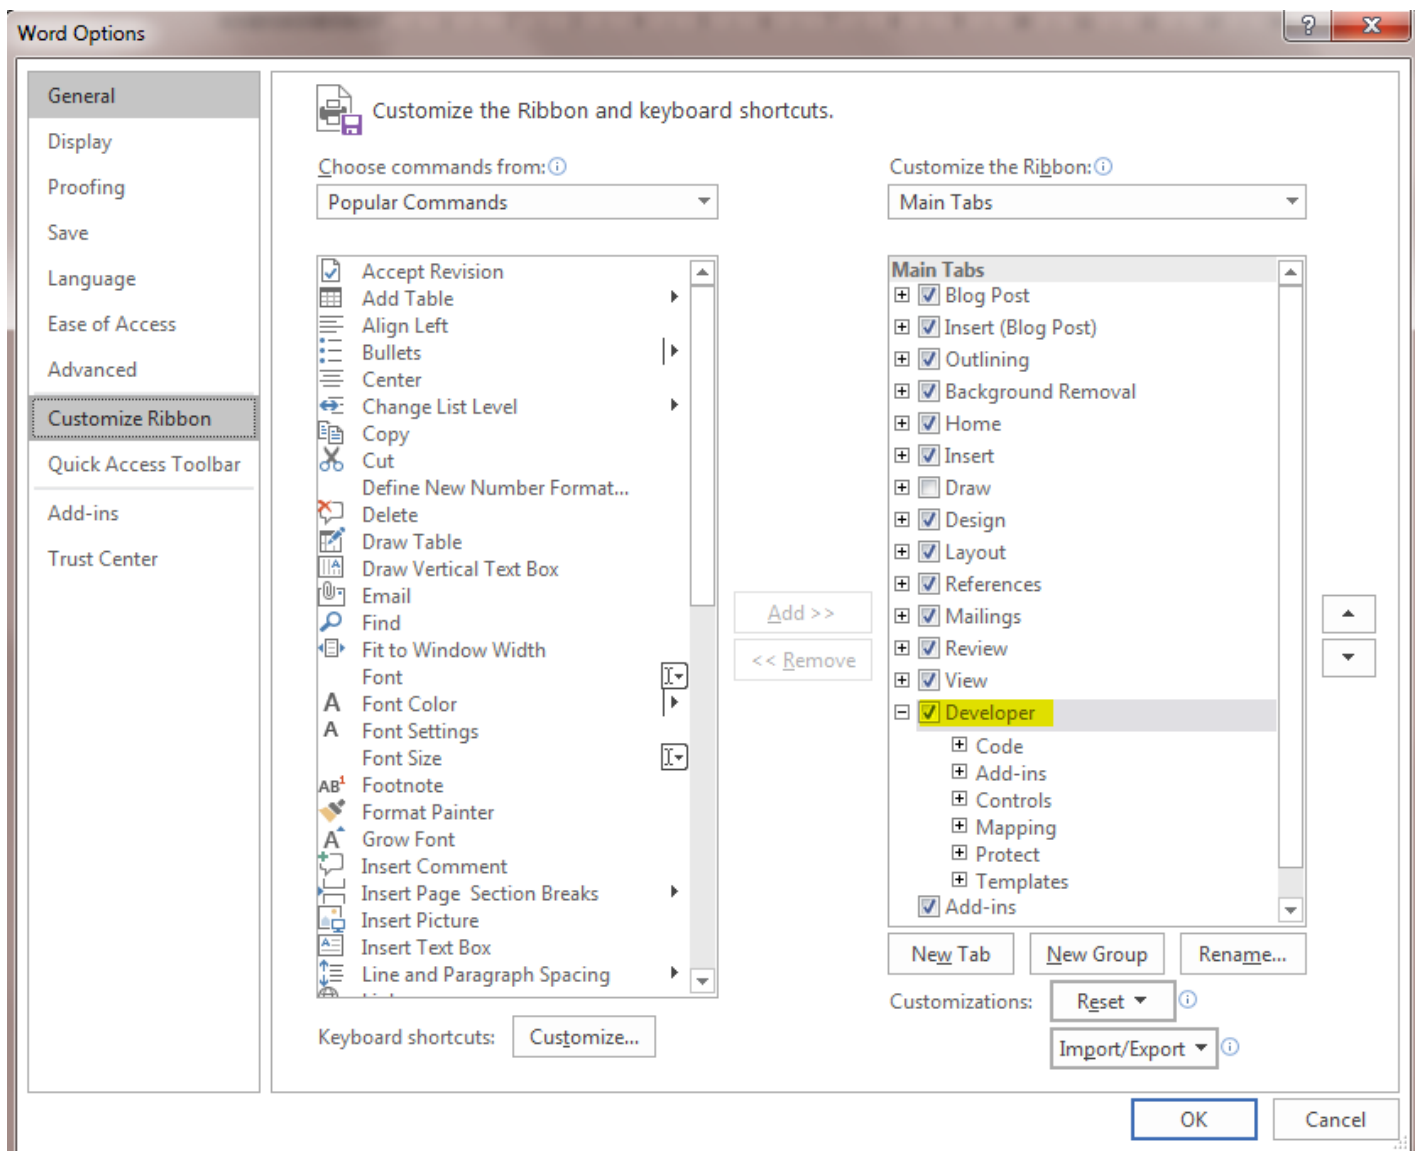 Word Options
General
Display
Proofing
Save
Language
Ease of Access
Advanced
Customize Ribbon
Quick Access Toolbar
Add-ins
Trust Center
Customize the Ribbon and keyboard shortcuts.
Choose commands from:
Popular Commands
Accept Revision
Add Table
Align Left
Bullets
Center
Change List Level
Copy
Cut
Define New Number Format...
Delete
Draw Table
Draw Vertical Text Box
Email
Find
Fit to Window Width
Font
Font Color
Font Settings
Font Size
Footnote
Format Painter
Grow Font
Insert Comment
Insert Page  Section Breaks
Insert Picture
Insert Text Box
Line and Paragraph Spacing
Keyboard shortcuts: Customize...
Add >>
<< Remove
Customize the Ribbon:
Main Tabs
Main Tabs
Blog Post
Insert (Blog Post)
Outlining
Background Removal
Home
Insert
Draw
Design
Layout
References
Mailings
Review
View
Developer
Code
Add-ins
Controls
Mapping
Protect
Templates
Add-ins
New Tab New Group Rename...
Customizations: Reset
Import/Export
OK Cancel